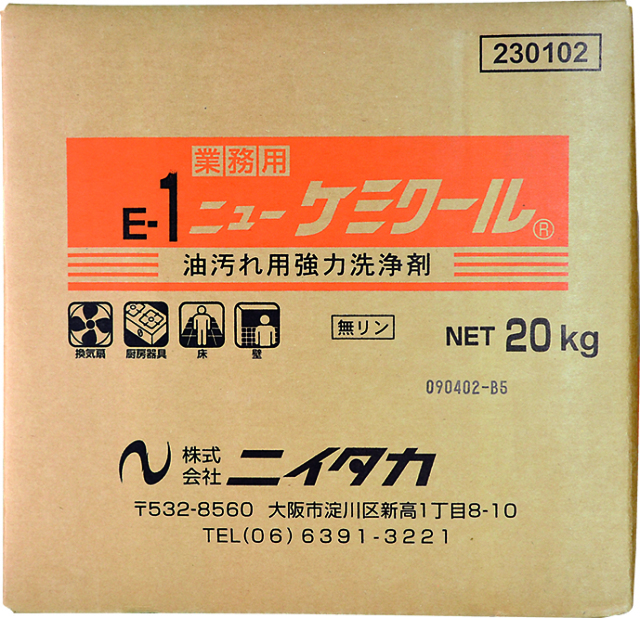 230102
業務用
E-1 ニューケミクール®
油汚れ用強力洗浄剤
換気扇 厨房器具 床 壁
無リン NET 20kg
090402-B5
株式会社 ニイタカ
〒532-8560 大阪市淀川区新高1丁目8-10
TEL(06)6391-3221